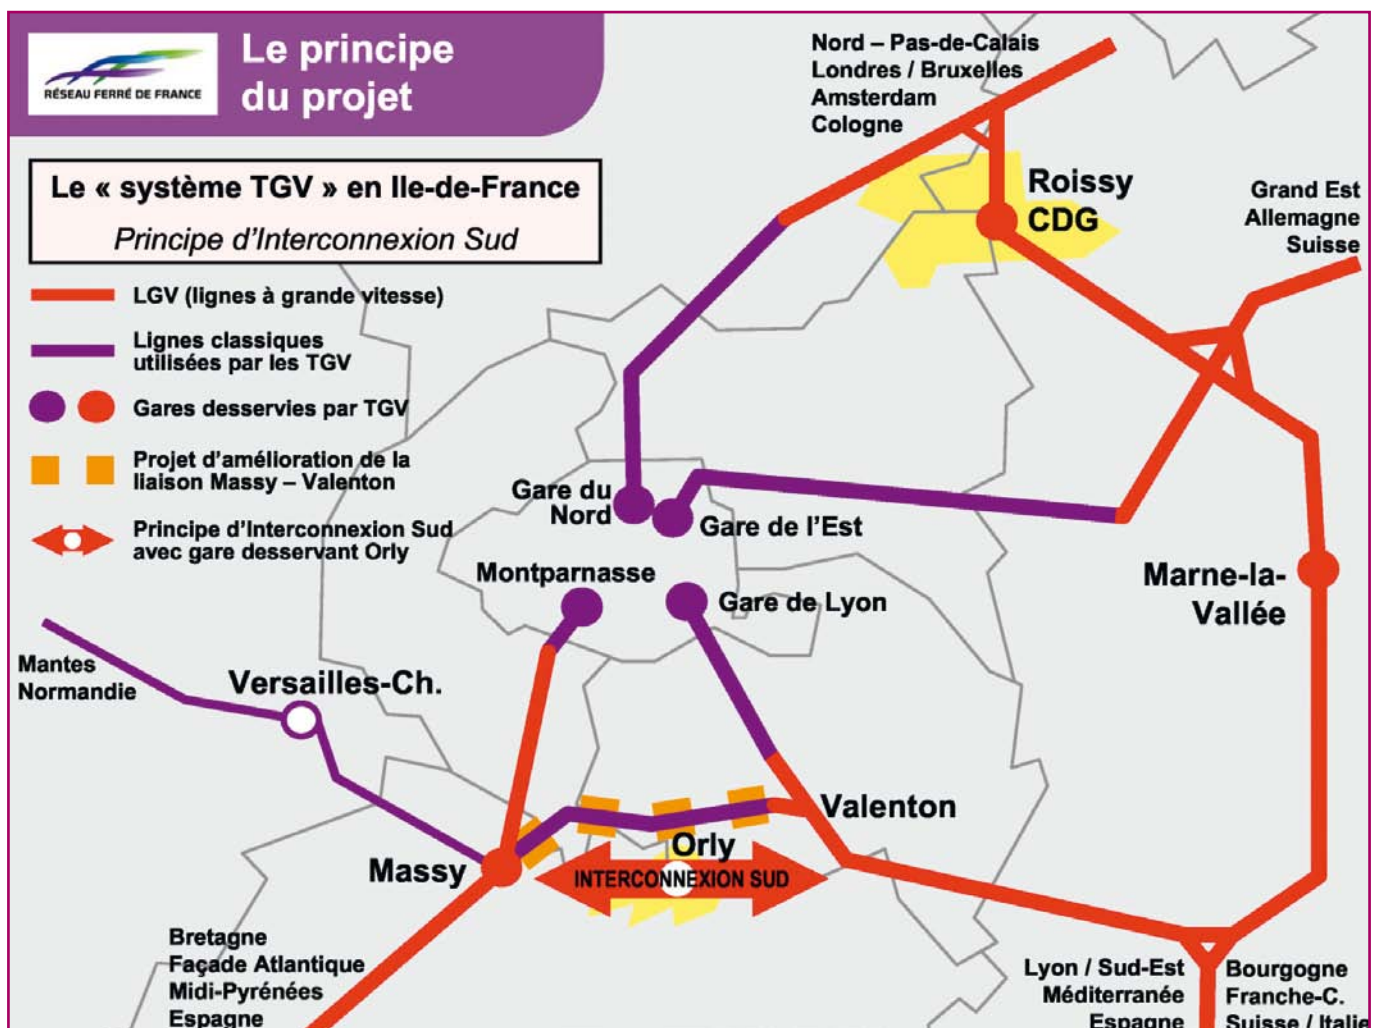 RÉSEAU FERRÉ DE FRANCE
Le principe
du projet
Le « système TGV » en Ile-de-France
Principe d'Interconnexion Sud
LGV (lignes à grande vitesse)
Lignes classiques
utilisées par les TGV
Gares desservies par TGV
Projet d'amélioration de la
liaison Massy – Valenton
Principe d'Interconnexion Sud
avec gare desservant Orly
Nord – Pas-de-Calais
Londres / Bruxelles
Amsterdam
Cologne
Roissy
CDG
Grand Est
Allemagne
Suisse
Gare du
Nord
Gare de l'Est
Montparnasse
Gare de Lyon
Marne-la-
Vallée
Mantes
Normandie
Versailles-Ch.
Valenton
Orly
Massy
INTERCONNEXION SUD
Bretagne
Façade Atlantique
Midi-Pyrénées
Espagne
Lyon / Sud-Est
Méditerranée
Espagne
Bourgogne
Franche-C.
Suisse / Italie